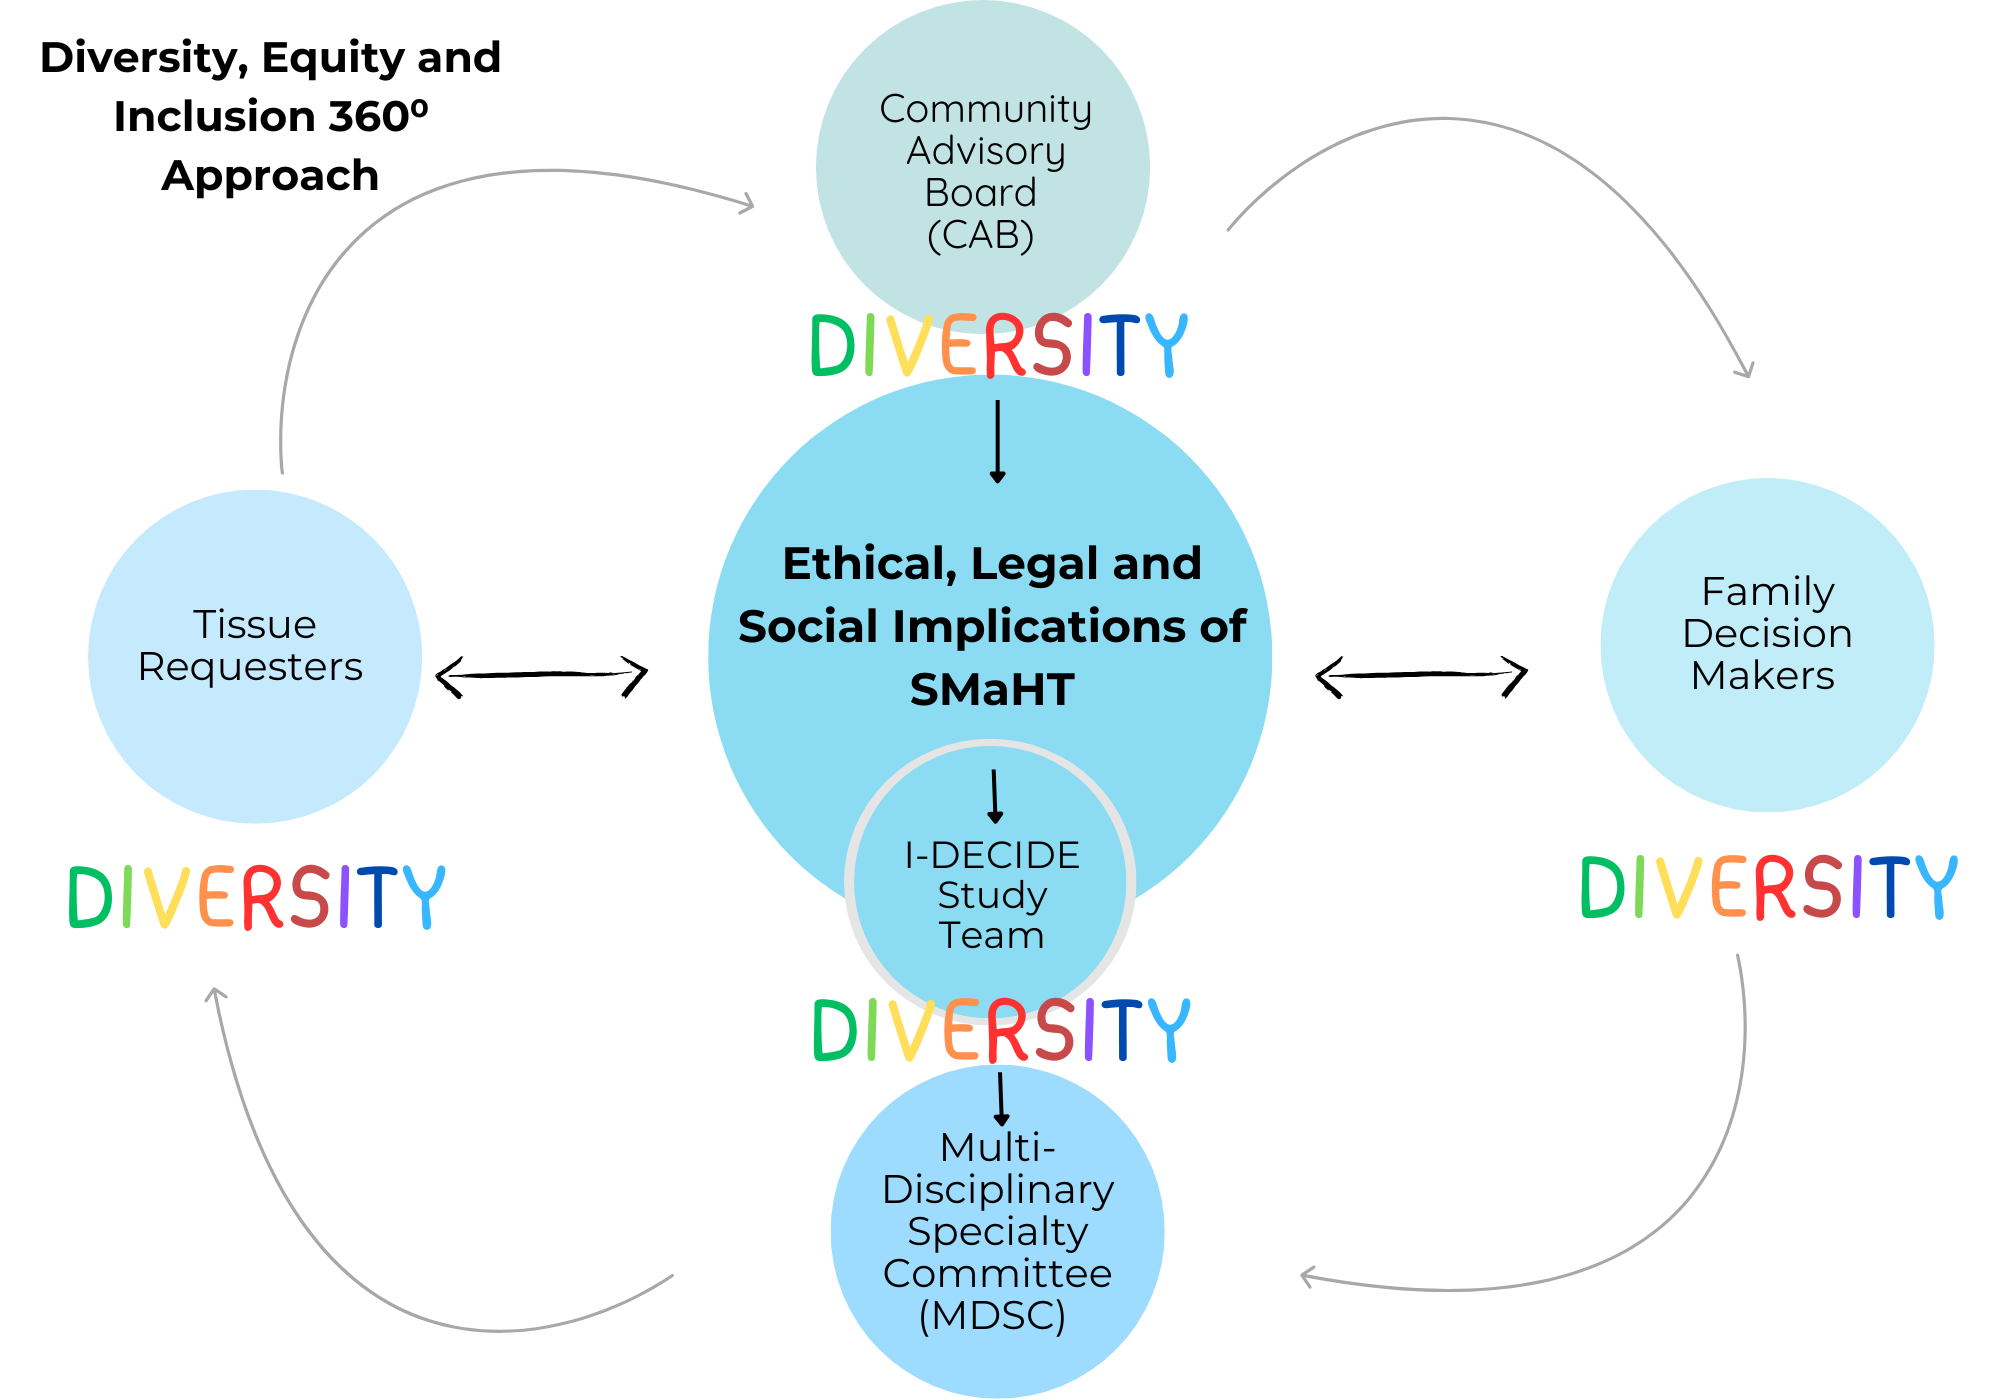 Diversity, Equity and
Inclusion 360⁰
Approach
Community
Advisory
Board
(CAB)
DIVERSITY
Ethical, Legal and
Social Implications of
SMaHT
Tissue
Requesters
DIVERSITY
Family
Decision
Makers
DIVERSITY
I-DECIDE
Study
Team
DIVERSITY
Multi-
Disciplinary
Specialty
Committee
(MDSC)